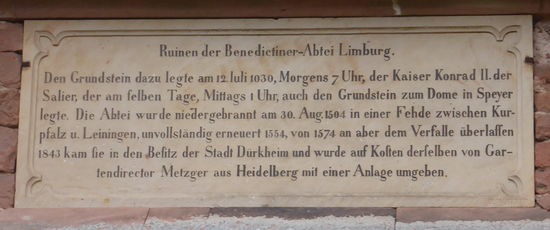 Ruinen der Benedictiner-Abtei Limburg.
Den Grundstein dazu legte am 12. Iuli 1030, Morgens 7 Uhr, der Kaiser Konrad II. der
Salier, der am ſelben Tage, Mittags 1 Uhr, auch den Grundstein zum Dome in Speyer
legte. Die Abtei wurde niedergebrannt am 30. Aug. 1504 in einer Fehde zwischen Kur-
pfalz u. Leiningen, unvollständig erneuert 1554, von 1574 an aber dem Verfalle überlaſſen
1843 kam ſie in den Beſitz der Stadt Dürkheim und wurde auf Koſten derſelben von Gar-
tendirector Metzger aus Heidelberg mit einer Anlage umgeben.